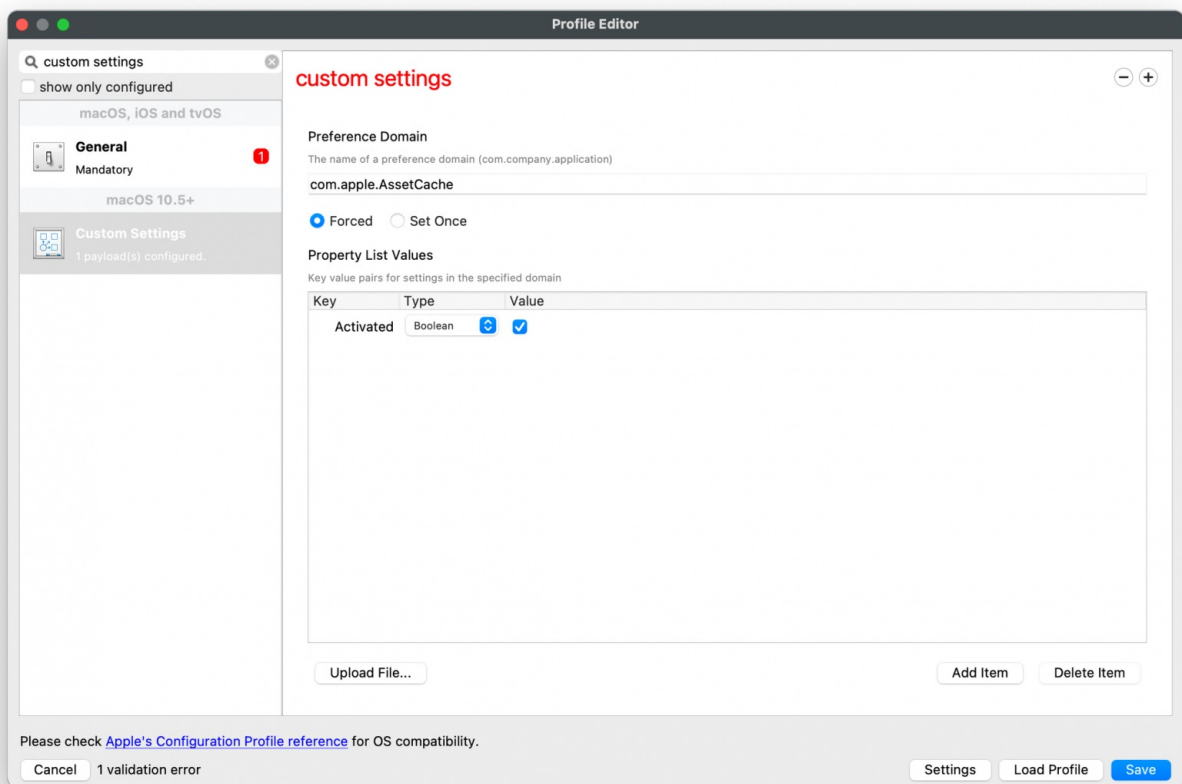 Profile Editor
custom settings
show only configured
macOS, iOS and tvOS
General
Mandatory
1
macOS 10.5+
Custom Settings
1 payload(s) configured.
custom settings
Preference Domain
The name of a preference domain (com.company.application)
com.apple.AssetCache
Forced Set Once
Property List Values
Key value pairs for settings in the specified domain
Key Type Value
Activated Boolean
Upload File... Add Item Delete Item
Please check Apple's Configuration Profile reference for OS compatibility.
Cancel 1 validation error Settings Load Profile Save